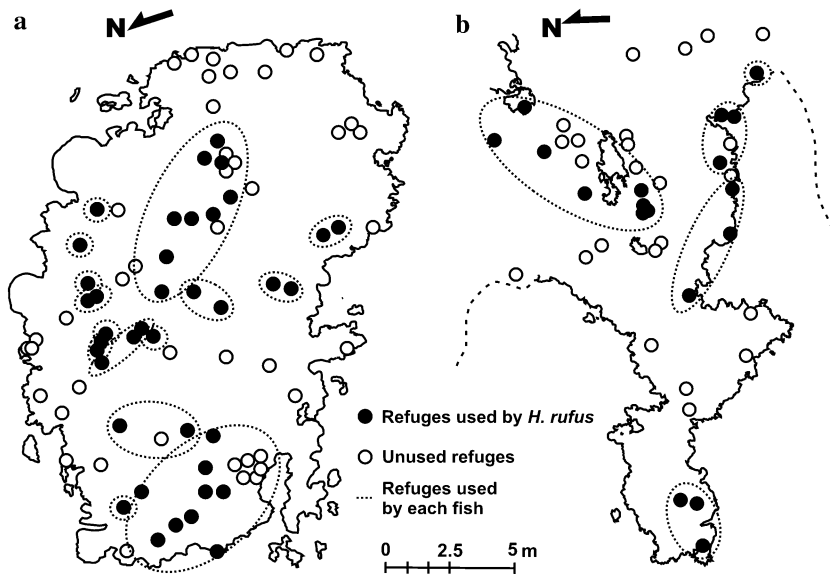 a
N
b
N
Refuges used by H. rufus
Unused refuges
Refuges used
by each fish
0 2.5 5 m